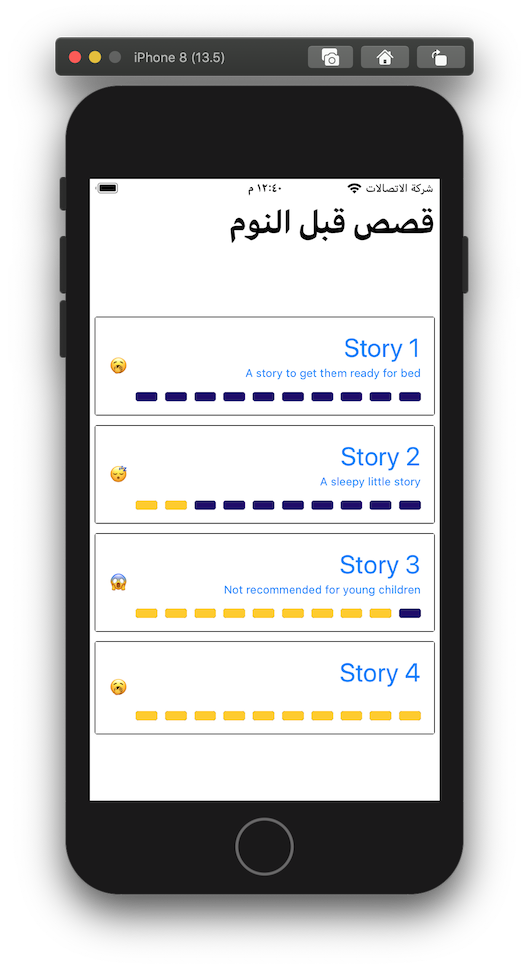 iPhone 8 (13.5)
شركة الاتصالات ١٢:٤٠ م
قصص قبل النوم
Story 1
A story to get them ready for bed
Story 2
A sleepy little story
Story 3
Not recommended for young children
Story 4